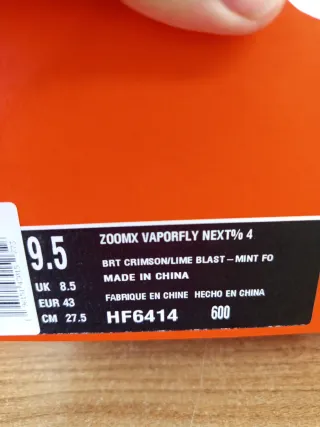 9.5
ZOOMX VAPORFLY NEXT% 4
BRT CRIMSON/LIME BLAST-MINT FO
MADE IN CHINA
UK 8.5
FABRIQUE EN CHINE HECHO EN CHINA
EUR 43
CM 27.5
HF6414 600